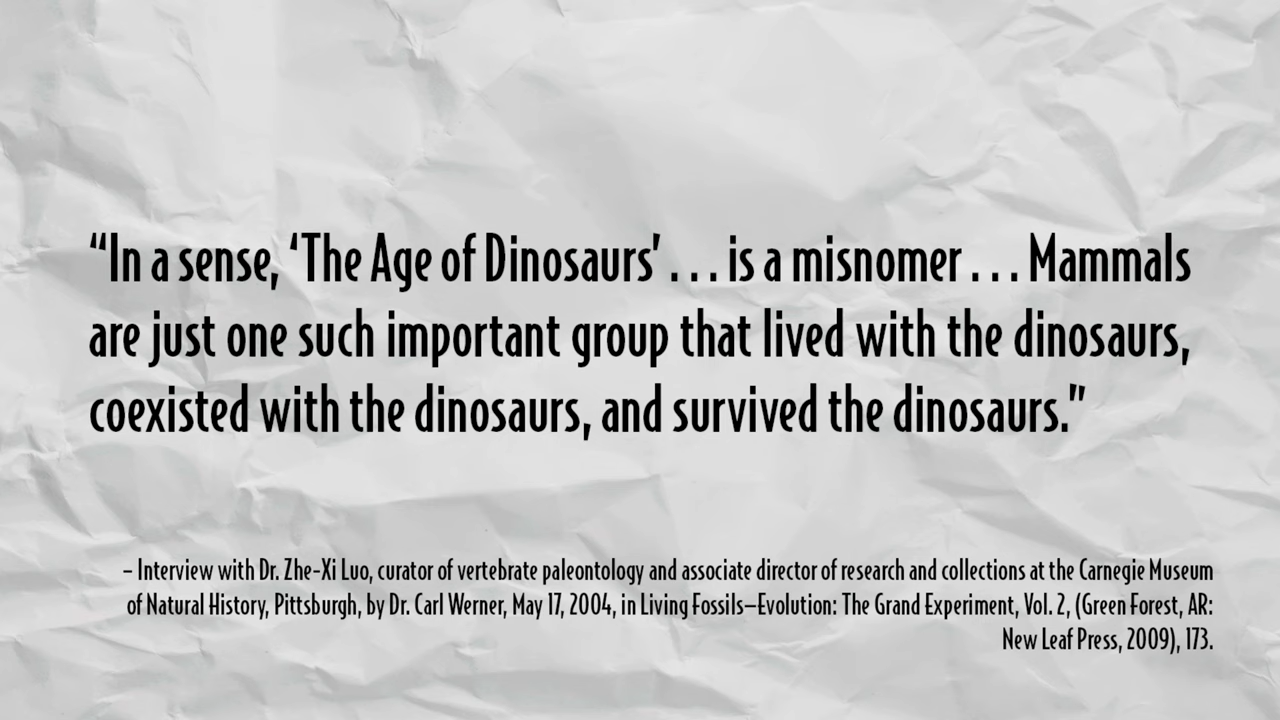 “In a sense, ‘The Age of Dinosaurs’ . . . is a misnomer . . . Mammals
are just one such important group that lived with the dinosaurs,
coexisted with the dinosaurs, and survived the dinosaurs.”
– Interview with Dr. Zhe-Xi Luo, curator of vertebrate paleontology and associate director of research and collections at the Carnegie Museum
of Natural History, Pittsburgh, by Dr. Carl Werner, May 17, 2004, in Living Fossils—Evolution: The Grand Experiment, Vol. 2, (Green Forest, AR:
New Leaf Press, 2009), 173.